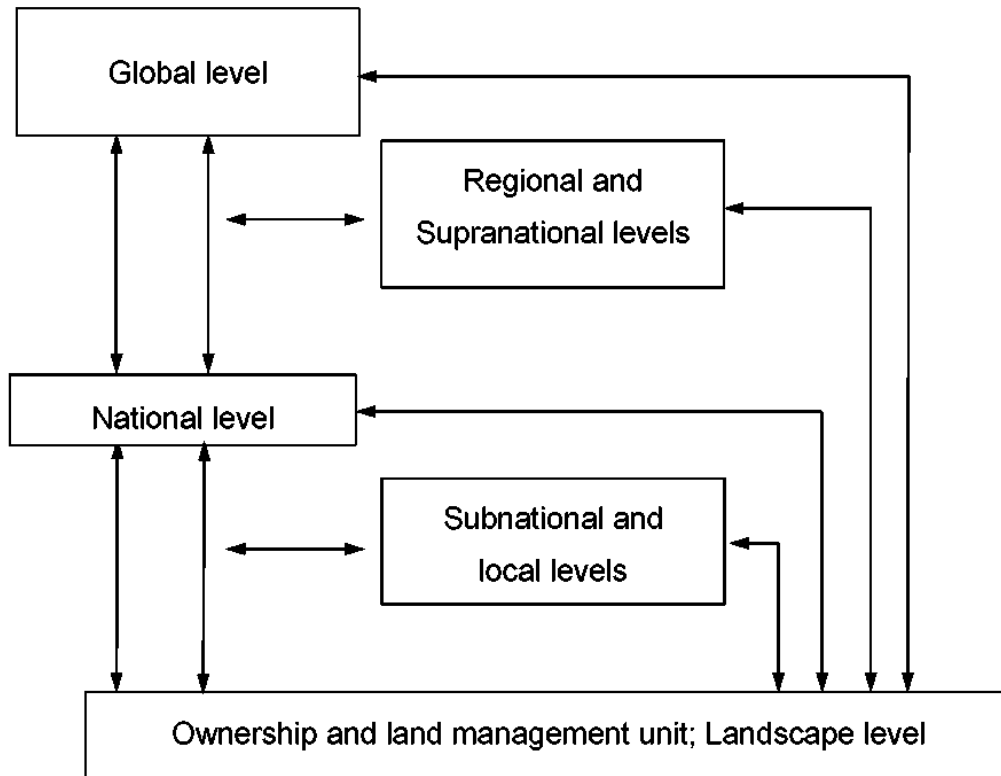 Global level
Regional and
Supranational levels
National level
Subnational and
local levels
Ownership and land management unit; Landscape level